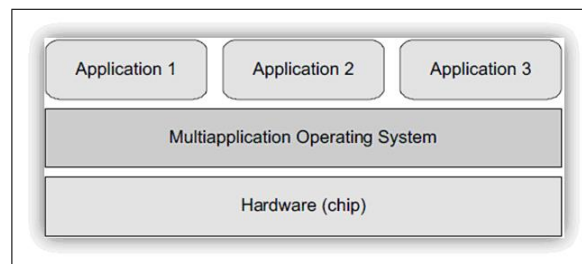 Application 1 Application 2 Application 3
Multiapplication Operating System
Hardware (chip)